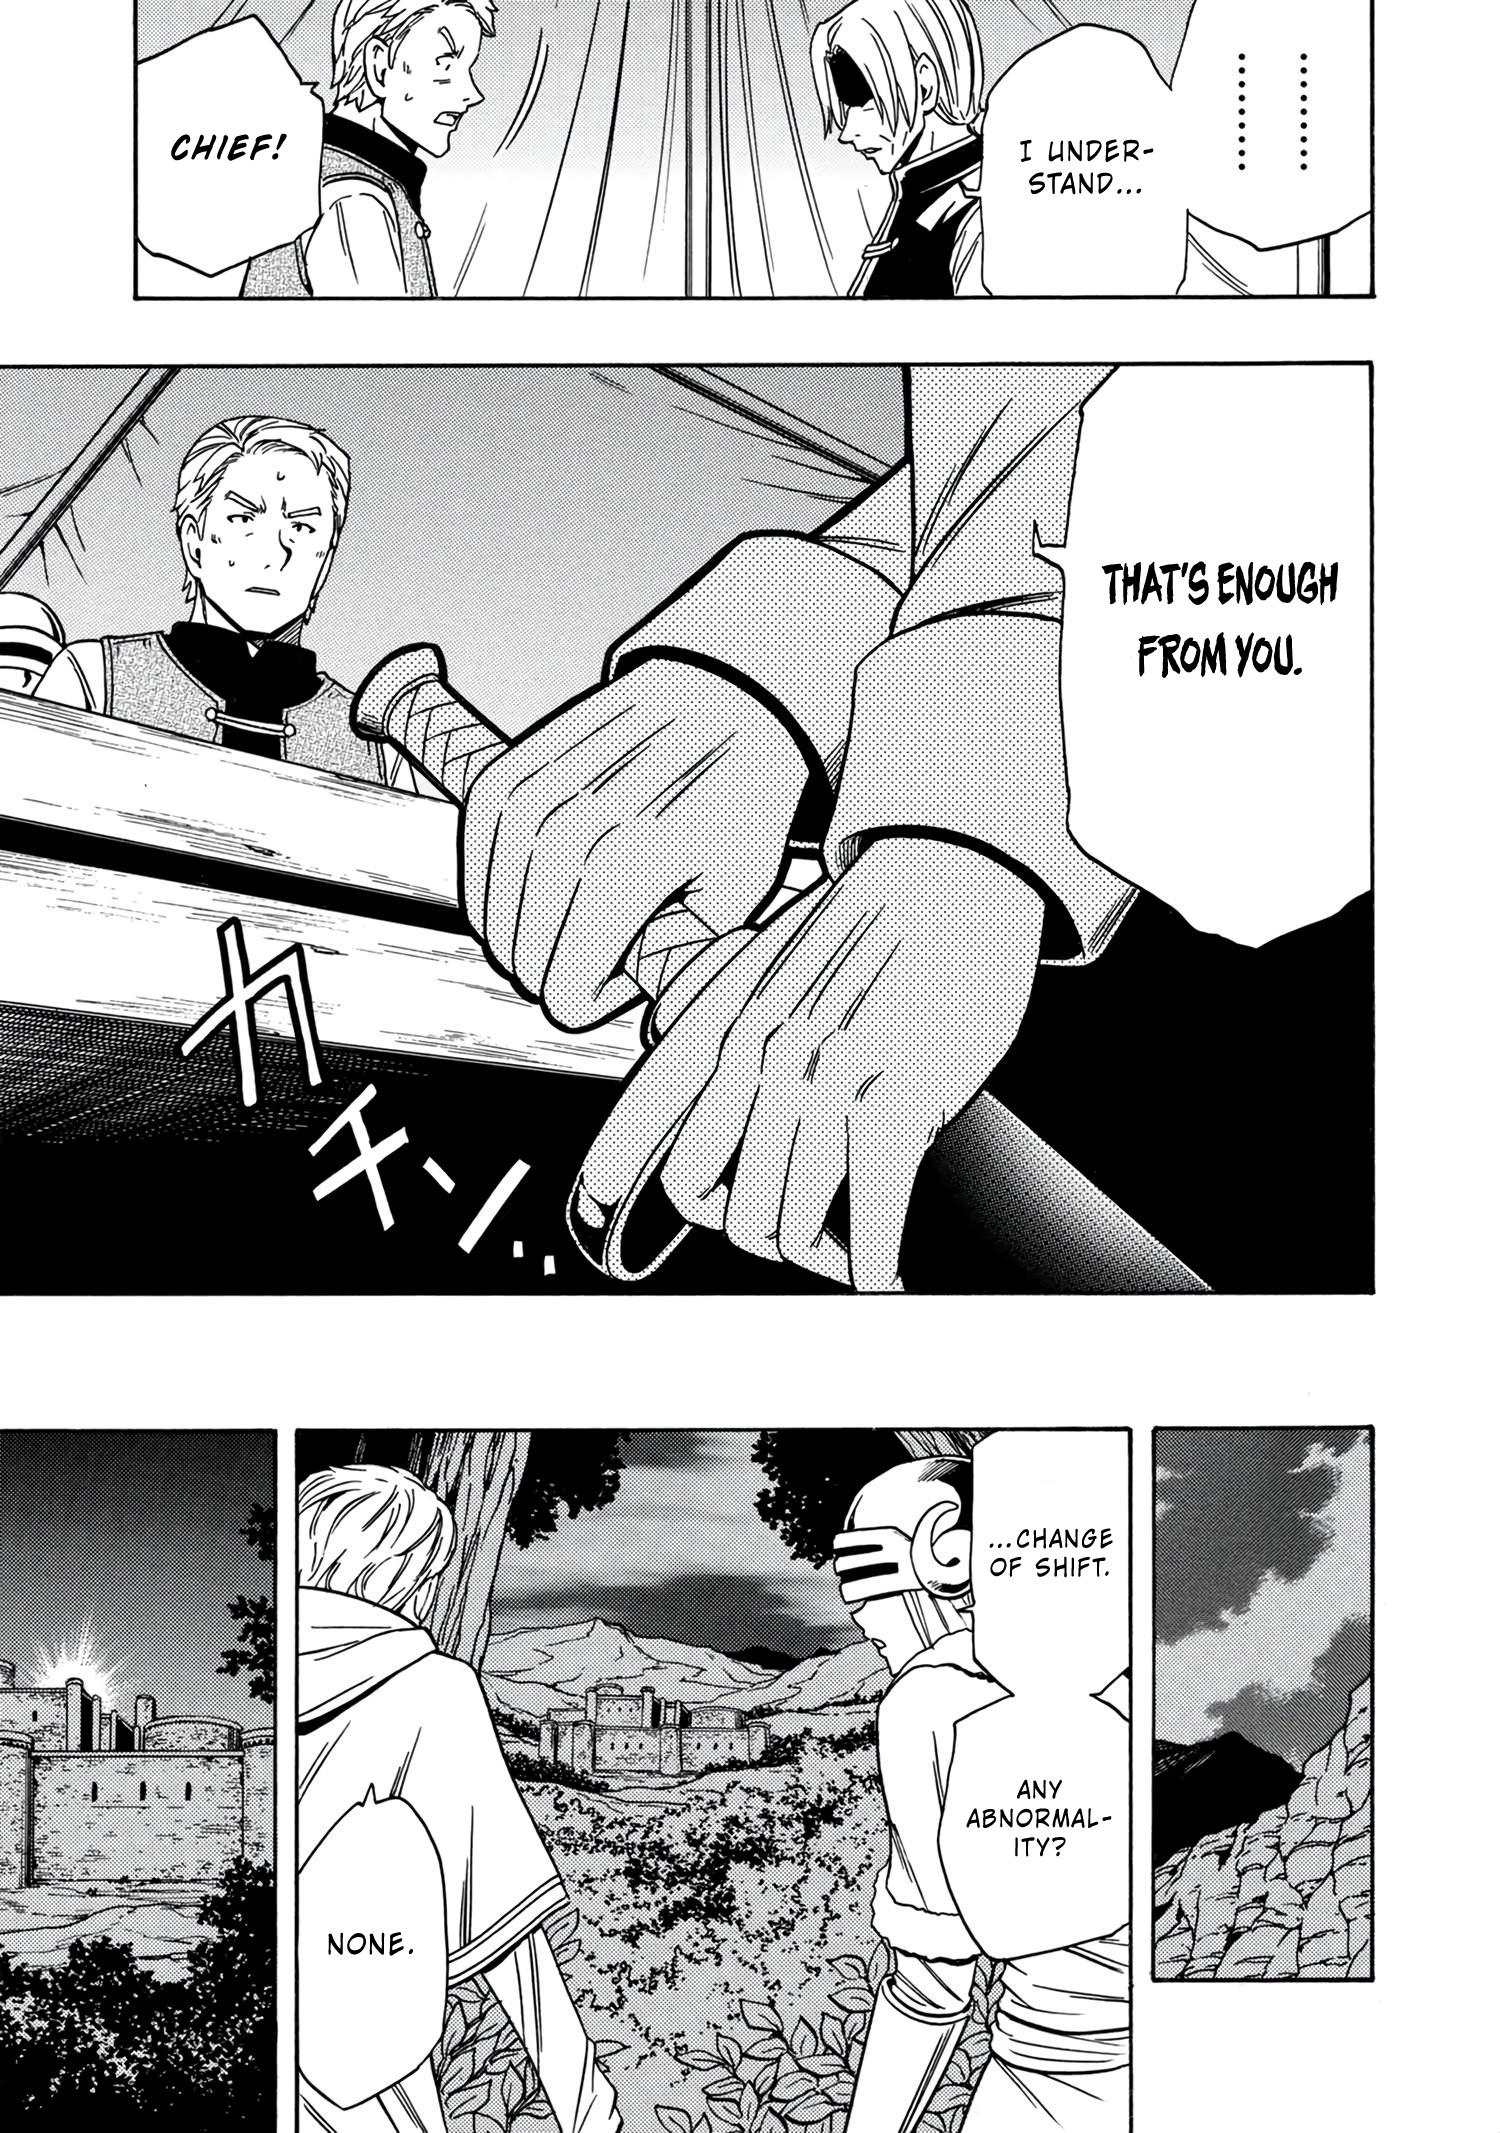 ⋮⋮
I UNDER-
STAND...
CHIEF!
THAT'S ENOUGH
FROM YOU.
カチン..
...CHANGE
OF SHIFT.
ANY
ABNORMAL-
ITY?
NONE.